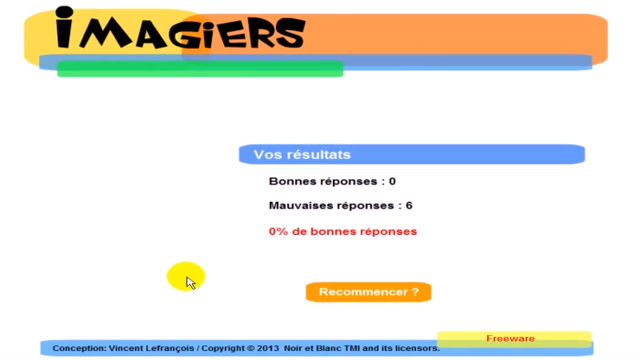 iMAGiERS
Vos résultats
Bonnes réponses : 0
Mauvaises réponses : 6
0% de bonnes réponses
Recommencer ?
Freeware
Conception: Vincent Lefrançois / Copyright © 2013 Noir et Blanc TMI and its licensors.